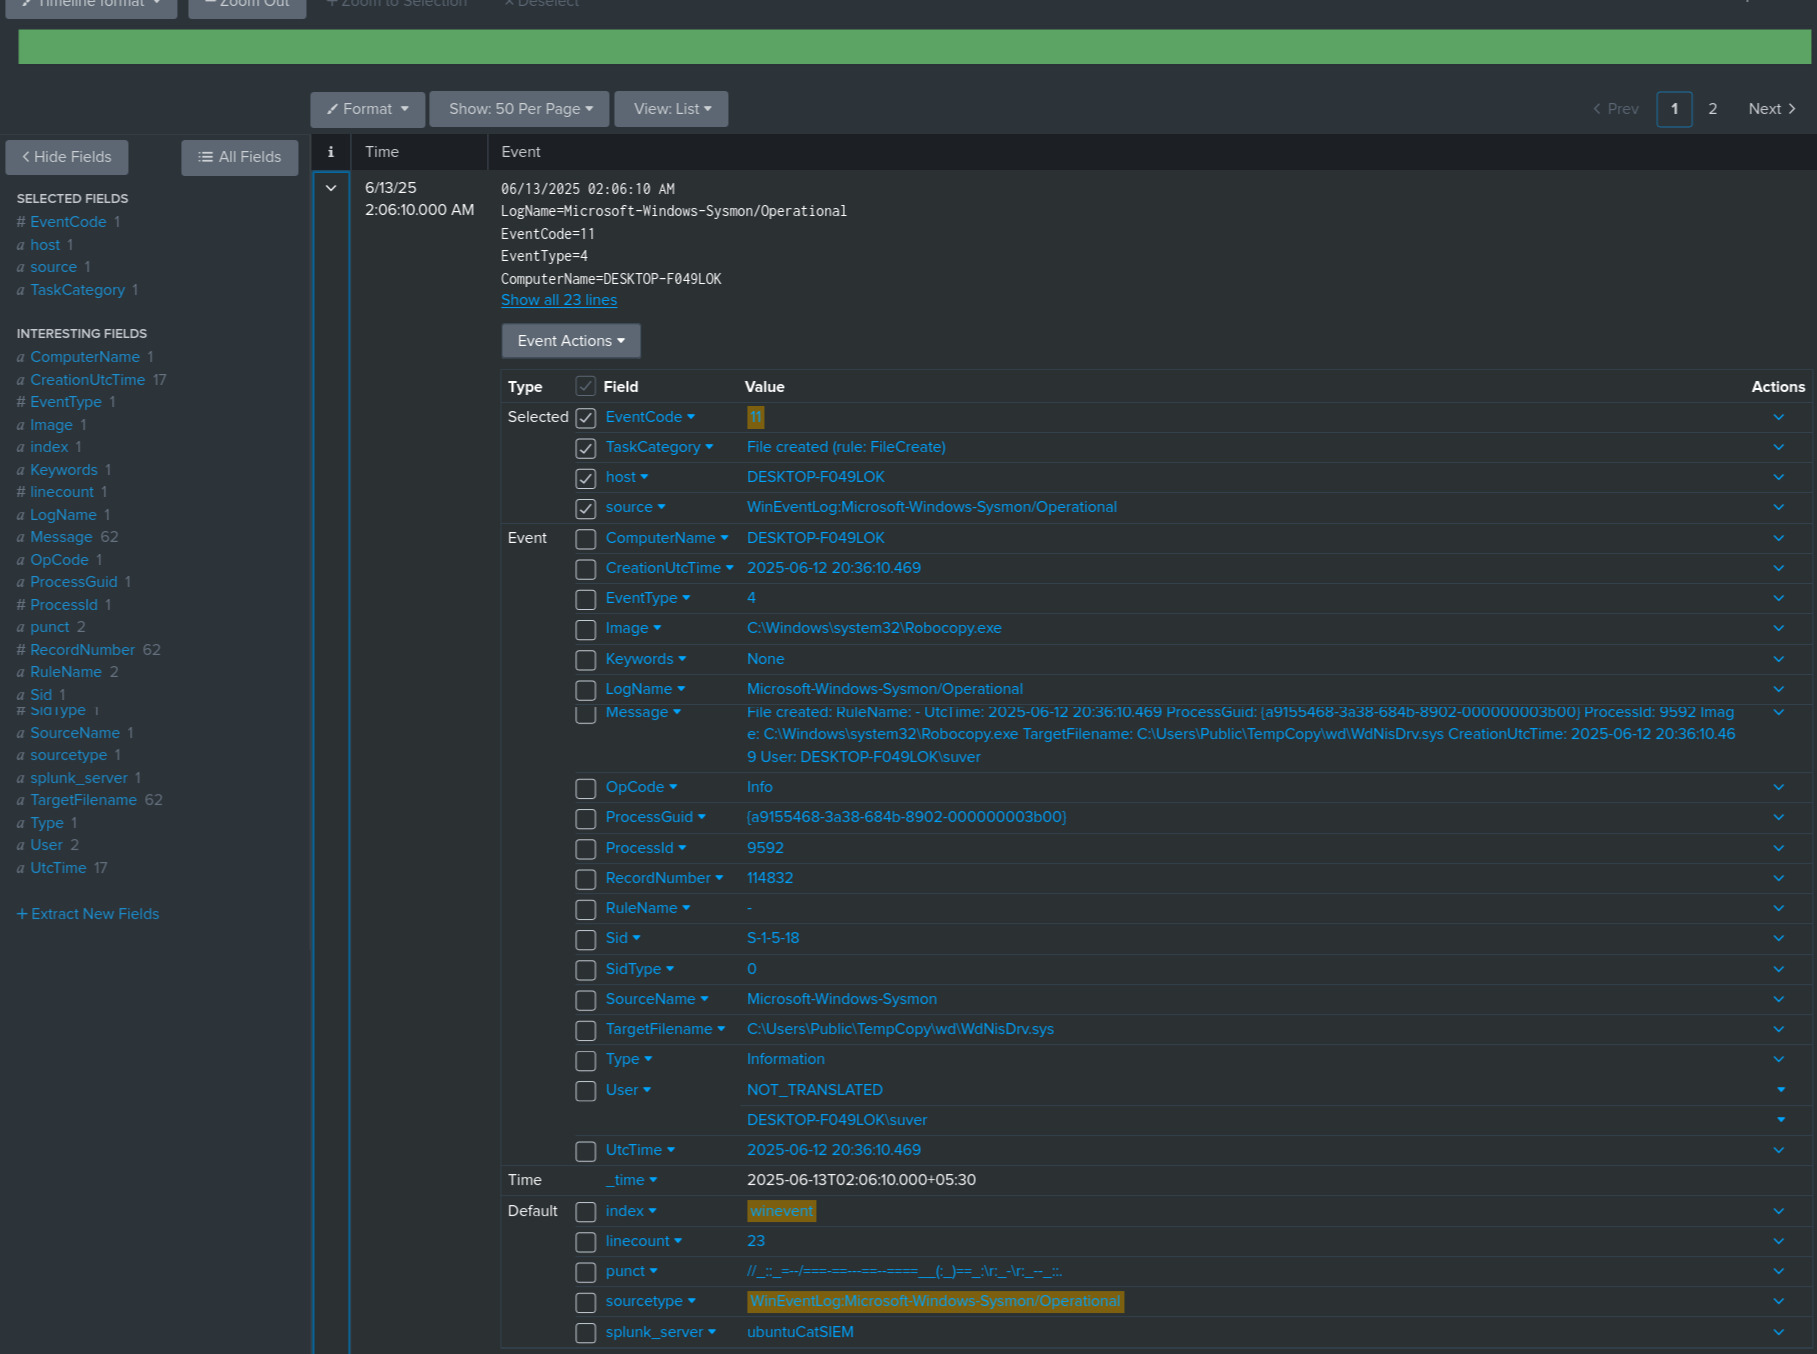 Timeline format
— Zoom Out
+ Zoom to Selection
× Deselect
Format
Show: 50 Per Page
View: List
Prev
1
2
Next
Hide Fields
All Fields
i
Time
Event
SELECTED FIELDS
# EventCode 1
a host 1
a source 1
a TaskCategory 1
INTERESTING FIELDS
a ComputerName 1
a CreationUtcTime 17
# EventType 1
a Image 1
a index 1
a Keywords 1
# linecount 1
a LogName 1
a Message 62
a OpCode 1
a ProcessGuid 1
# ProcessId 1
a punct 2
# RecordNumber 62
a RuleName 2
a Sid 1
# SidType 1
a SourceName 1
a sourcetype 1
a splunk_server 1
a TargetFilename 62
a Type 1
a User 2
a UtcTime 17
+ Extract New Fields
6/13/25
2:06:10.000 AM
06/13/2025 02:06:10 AM
LogName=Microsoft-Windows-Sysmon/Operational
EventCode=11
EventType=4
ComputerName=DESKTOP-F049LOK
Show all 23 lines
Event Actions
Type Field Value Actions
Selected EventCode 11
TaskCategory File created (rule: FileCreate)
host DESKTOP-F049LOK
source WinEventLog:Microsoft-Windows-Sysmon/Operational
Event ComputerName DESKTOP-F049LOK
CreationUtcTime 2025-06-12 20:36:10.469
EventType 4
Image C:\Windows\system32\Robocopy.exe
Keywords None
LogName Microsoft-Windows-Sysmon/Operational
Message File created: RuleName: - UtcTime: 2025-06-12 20:36:10.469 ProcessGuid: {a9155468-3a38-684b-8902-000000003b00} ProcessId: 9592 Imag
e: C:\Windows\system32\Robocopy.exe TargetFilename: C:\Users\Public\TempCopy\wd\WdNisDrv.sys CreationUtcTime: 2025-06-12 20:36:10.46
9 User: DESKTOP-F049LOK\suver
OpCode Info
ProcessGuid {a9155468-3a38-684b-8902-000000003b00}
ProcessId 9592
RecordNumber 114832
RuleName -
Sid S-1-5-18
SidType 0
SourceName Microsoft-Windows-Sysmon
TargetFilename C:\Users\Public\TempCopy\wd\WdNisDrv.sys
Type Information
User NOT_TRANSLATED
DESKTOP-F049LOK\suver
UtcTime 2025-06-12 20:36:10.469
Time _time 2025-06-13T02:06:10.000+05:30
Default index winevent
linecount 23
punct
sourcetype WinEventLog:Microsoft-Windows-Sysmon/Operational
splunk_server ubuntuCatSIEM